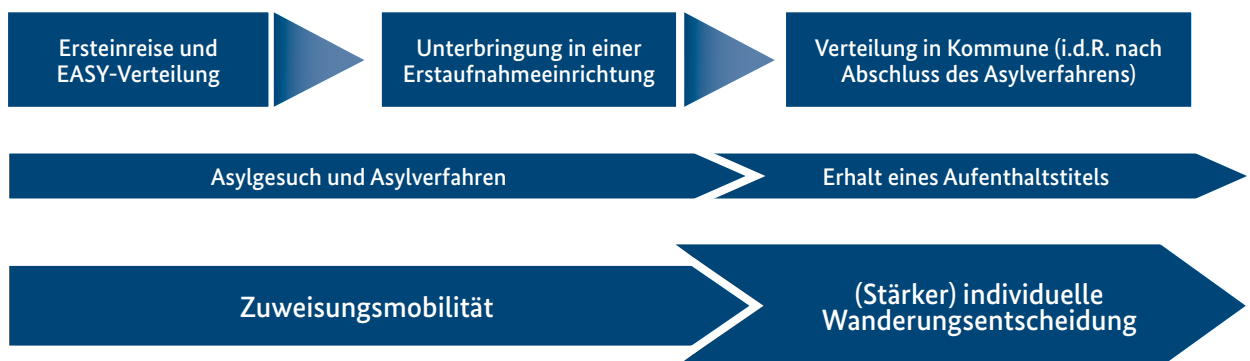 Ersteinreise und
EASY-Verteilung
Unterbringung in einer
Erstaufnahmeeinrichtung
Verteilung in Kommune (i.d.R. nach
Abschluss des Asylverfahrens)
Asylgesuch und Asylverfahren
Erhalt eines Aufenthaltstitels
Zuweisungsmobilität
(Stärker) individuelle
Wanderungsentscheidung